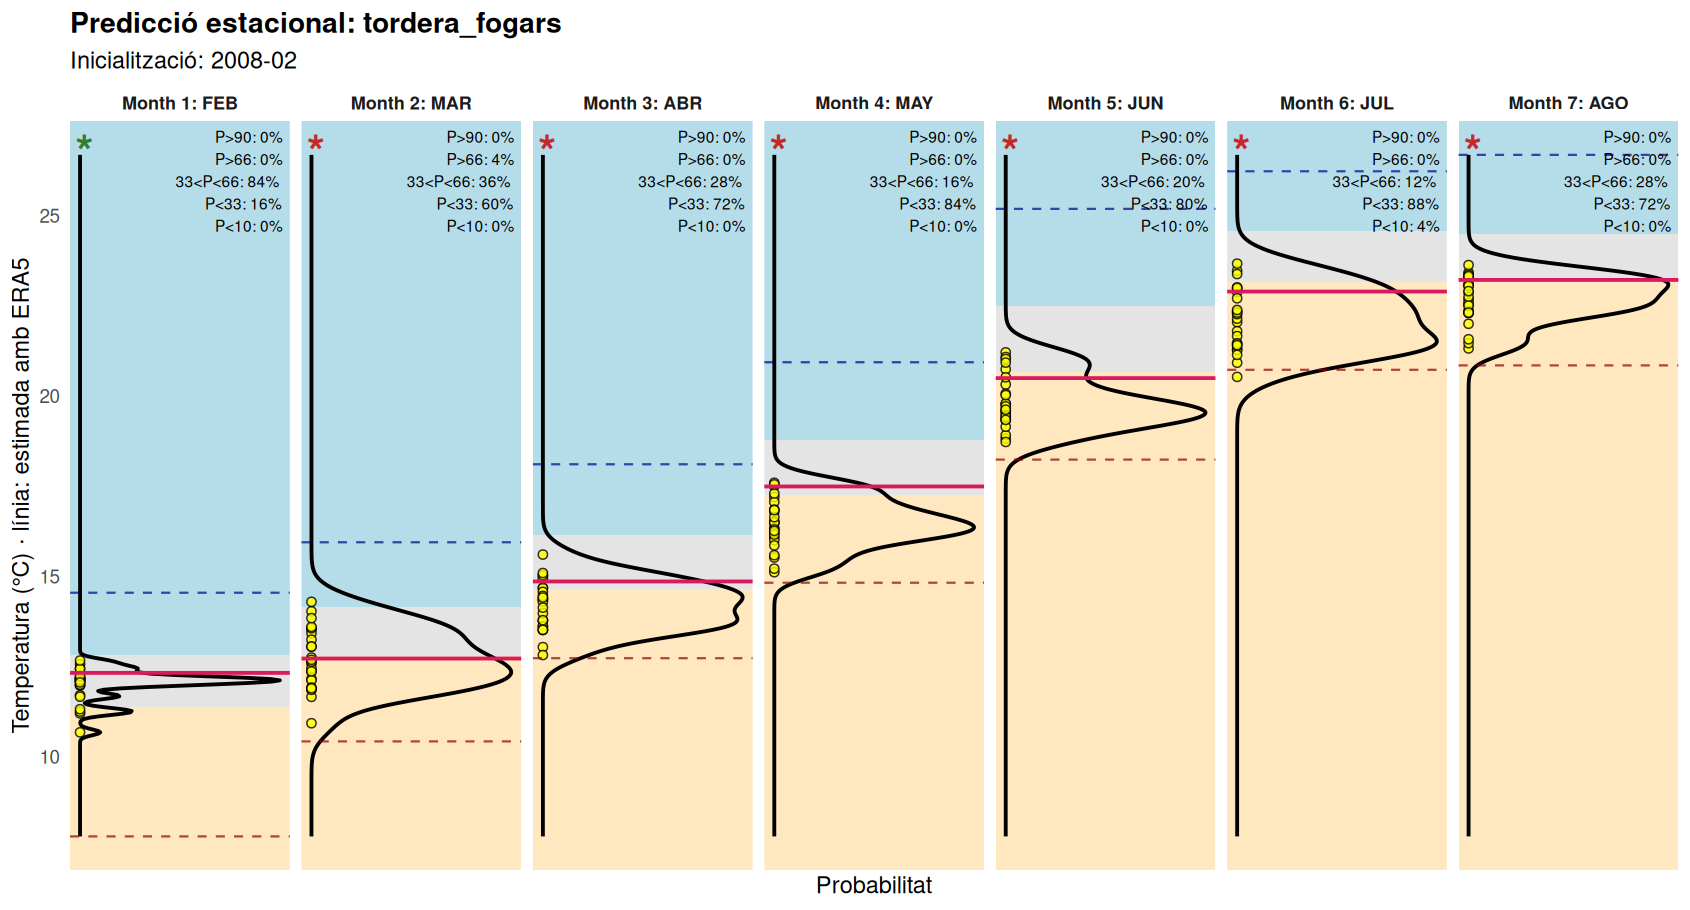 Predicció estacional: tordera_fogars
Inicialització: 2008-02
Month 1: FEB
Month 2: MAR
Month 3: ABR
Month 4: MAY
Month 5: JUN
Month 6: JUL
Month 7: AGO
*
P>90: 0%
P>66: 0%
33<P<66: 84%
P<33: 16%
P<10: 0%
*
P>90: 0%
P>66: 4%
33<P<66: 36%
P<33: 60%
P<10: 0%
*
P>90: 0%
P>66: 0%
33<P<66: 28%
P<33: 72%
P<10: 0%
*
P>90: 0%
P>66: 0%
33<P<66: 16%
P<33: 84%
P<10: 0%
*
P>90: 0%
P>66: 0%
33<P<66: 20%
P<33: 80%
P<10: 0%
*
P>90: 0%
P>66: 0%
33<P<66: 12%
P<33: 88%
P<10: 4%
*
P>90: 0%
P>66: 0%
33<P<66: 28%
P<33: 72%
P<10: 0%
25
20
15
10
Temperatura (°C) · línia: estimada amb ERA5
Probabilitat